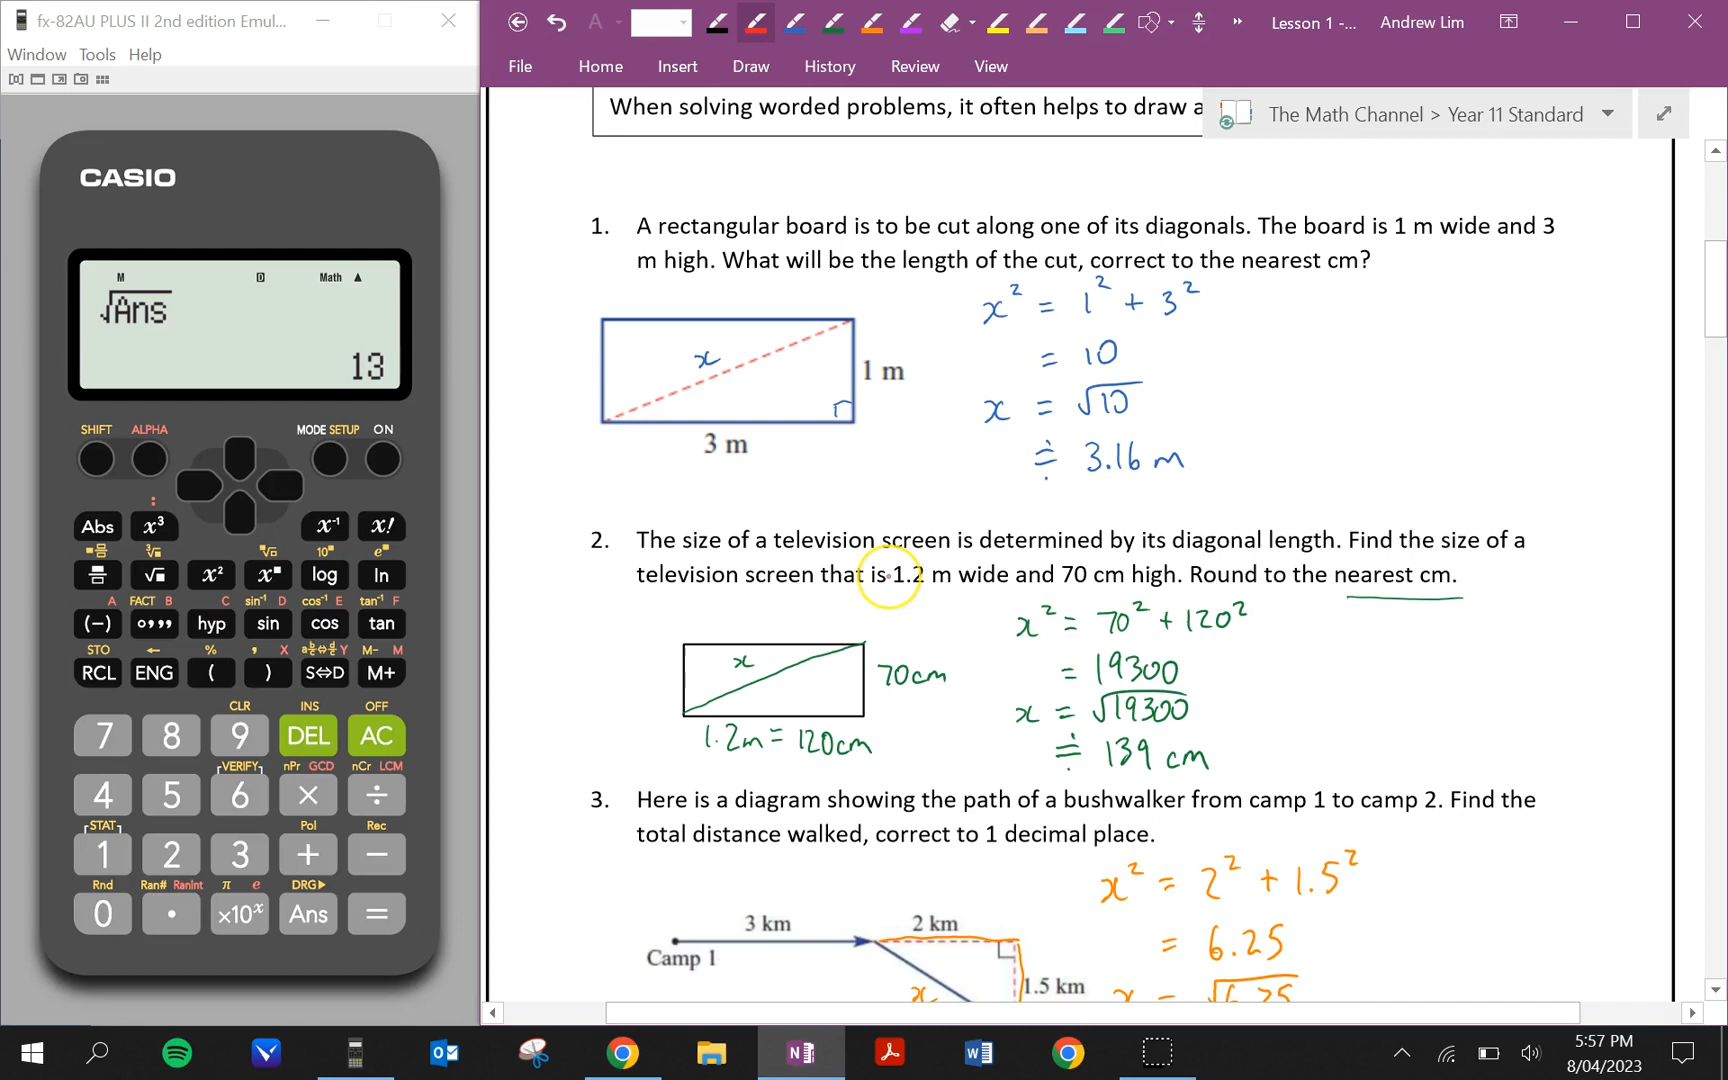 fx-82AU PLUS II 2nd edition Emul...
Window Tools Help
Lesson 1 -...
Andrew Lim
File Home Insert Draw History Review View
The Math Channel > Year 11 Standard
CASIO
M D Math
√Ans
13
SHIFT ALPHA MODE SETUP ON
:
Abs x³ x⁻¹ x!
³√ ˣ√ 10 e
√ x² x log ln
A FACT B C sin⁻¹ D cos⁻¹ E tan⁻¹ F
(−) °,,, hyp sin cos tan
STO ← % , X a b/c⇔d/c Y M− M
RCL ENG ( ) S⇔D M+
CLR INS OFF
7 8 9 DEL AC
VERIFY nPr GCD nCr LCM
4 5 6 × ÷
STAT Pol Rec
1 2 3 + −
Rnd Ran# RanInt π e DRG▶
0 • ×10ˣ Ans =
When solving worded problems, it often helps to draw a
1. A rectangular board is to be cut along one of its diagonals. The board is 1 m wide and 3
m high. What will be the length of the cut, correct to the nearest cm?
x
1 m
3 m
x² = 1² + 3²
= 10
x = √10
≐ 3.16 m
2. The size of a television screen is determined by its diagonal length. Find the size of a
television screen that is 1.2 m wide and 70 cm high. Round to the nearest cm.
x
70cm
1.2m = 120cm
x² = 70² + 120²
= 19300
x = √19300
≐ 139 cm
3. Here is a diagram showing the path of a bushwalker from camp 1 to camp 2. Find the
total distance walked, correct to 1 decimal place.
3 km
2 km
Camp 1
1.5 km
x
x² = 2² + 1.5²
= 6.25
x = √6.25
5:57 PM
8/04/2023